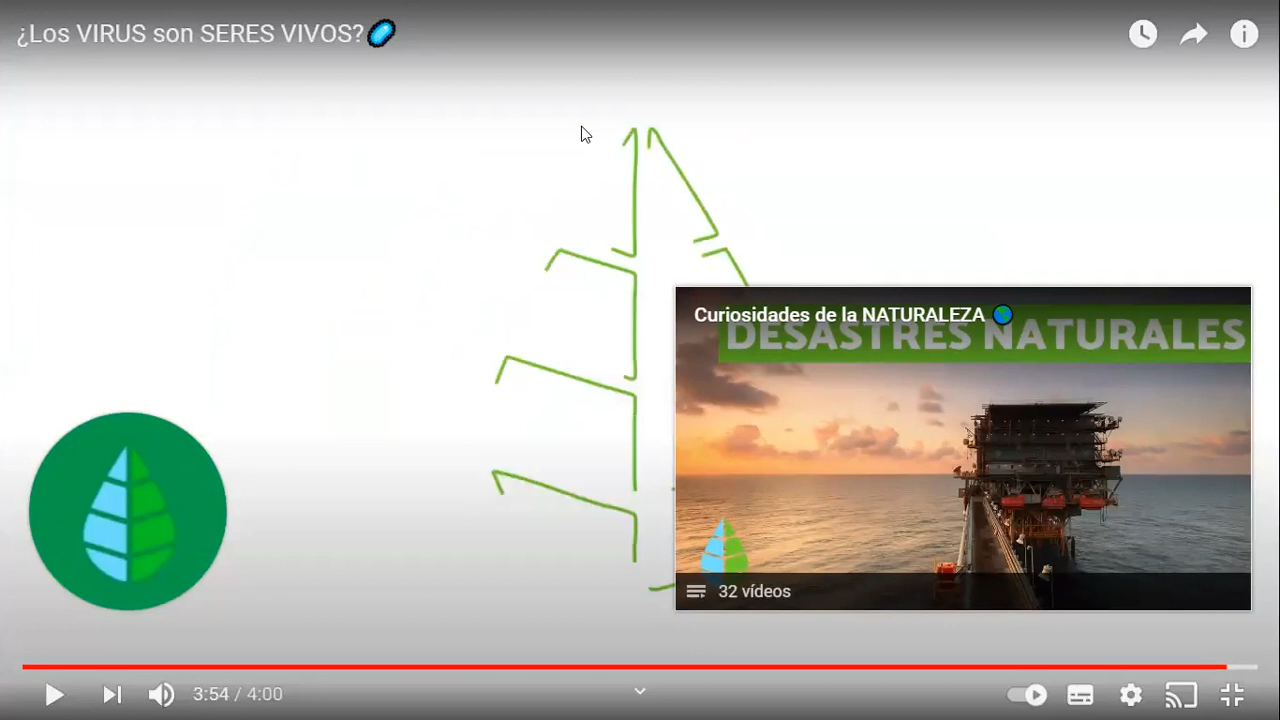 ¿Los VIRUS son SERES VIVOS?
Curiosidades de la NATURALEZA
DESASTRES NATURALES
32 vídeos
3:54 / 4:00